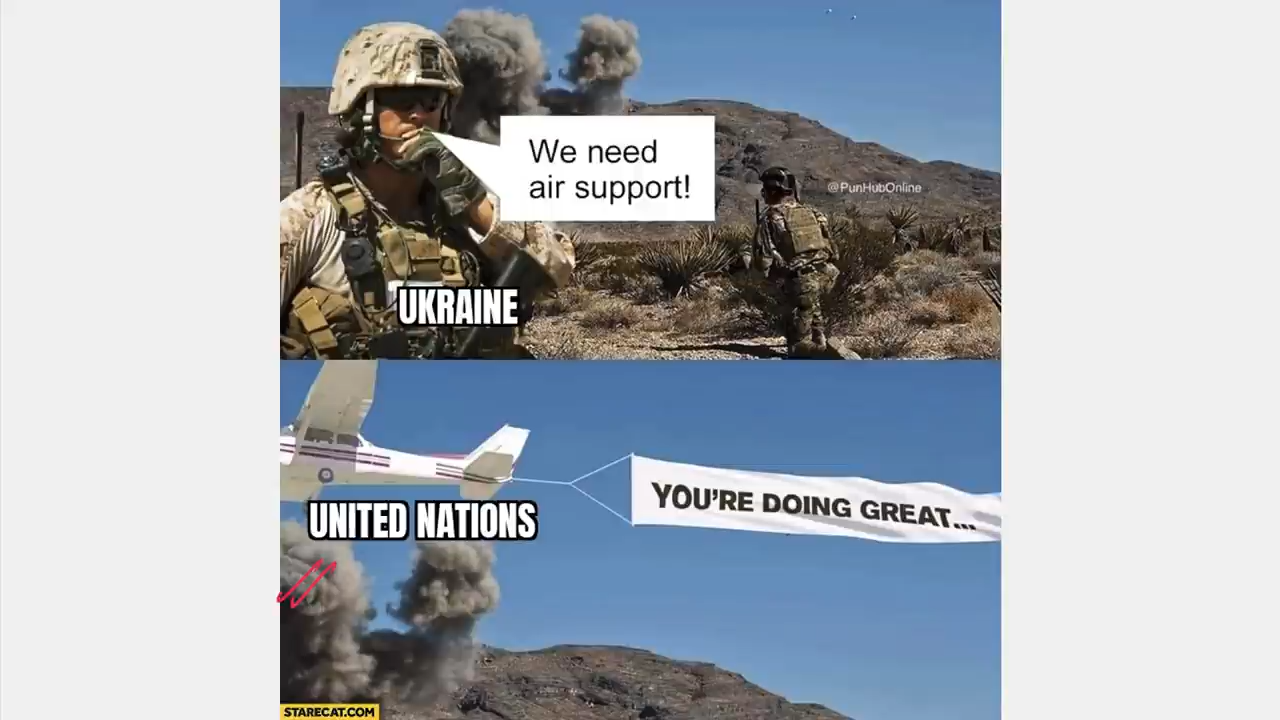 We need
air support!
@PunHubOnline
UKRAINE
YOU'RE DOING GREAT...
UNITED NATIONS
STARECAT.COM